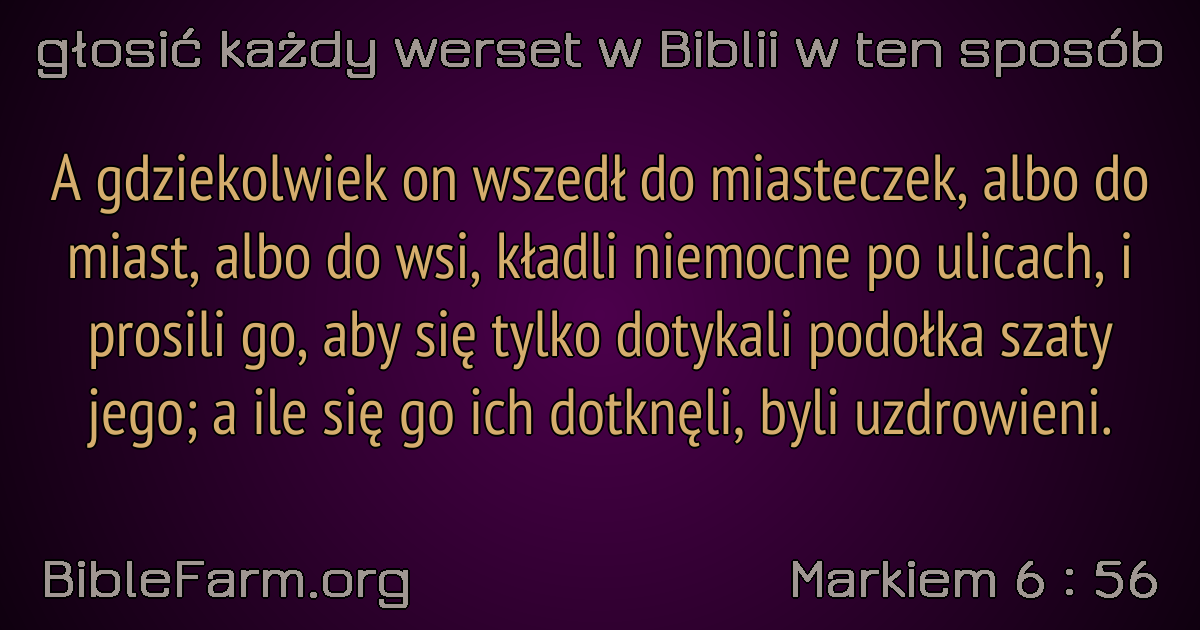 głosić każdy werset w Biblii w ten sposób
A gdziekolwiek on wszedł do miasteczek, albo do
miast, albo do wsi, kładli niemocne po ulicach, i
prosili go, aby się tylko dotykali podołka szaty
jego; a ile się go ich dotknęli, byli uzdrowieni.
BibleFarm.org
Markiem 6 : 56